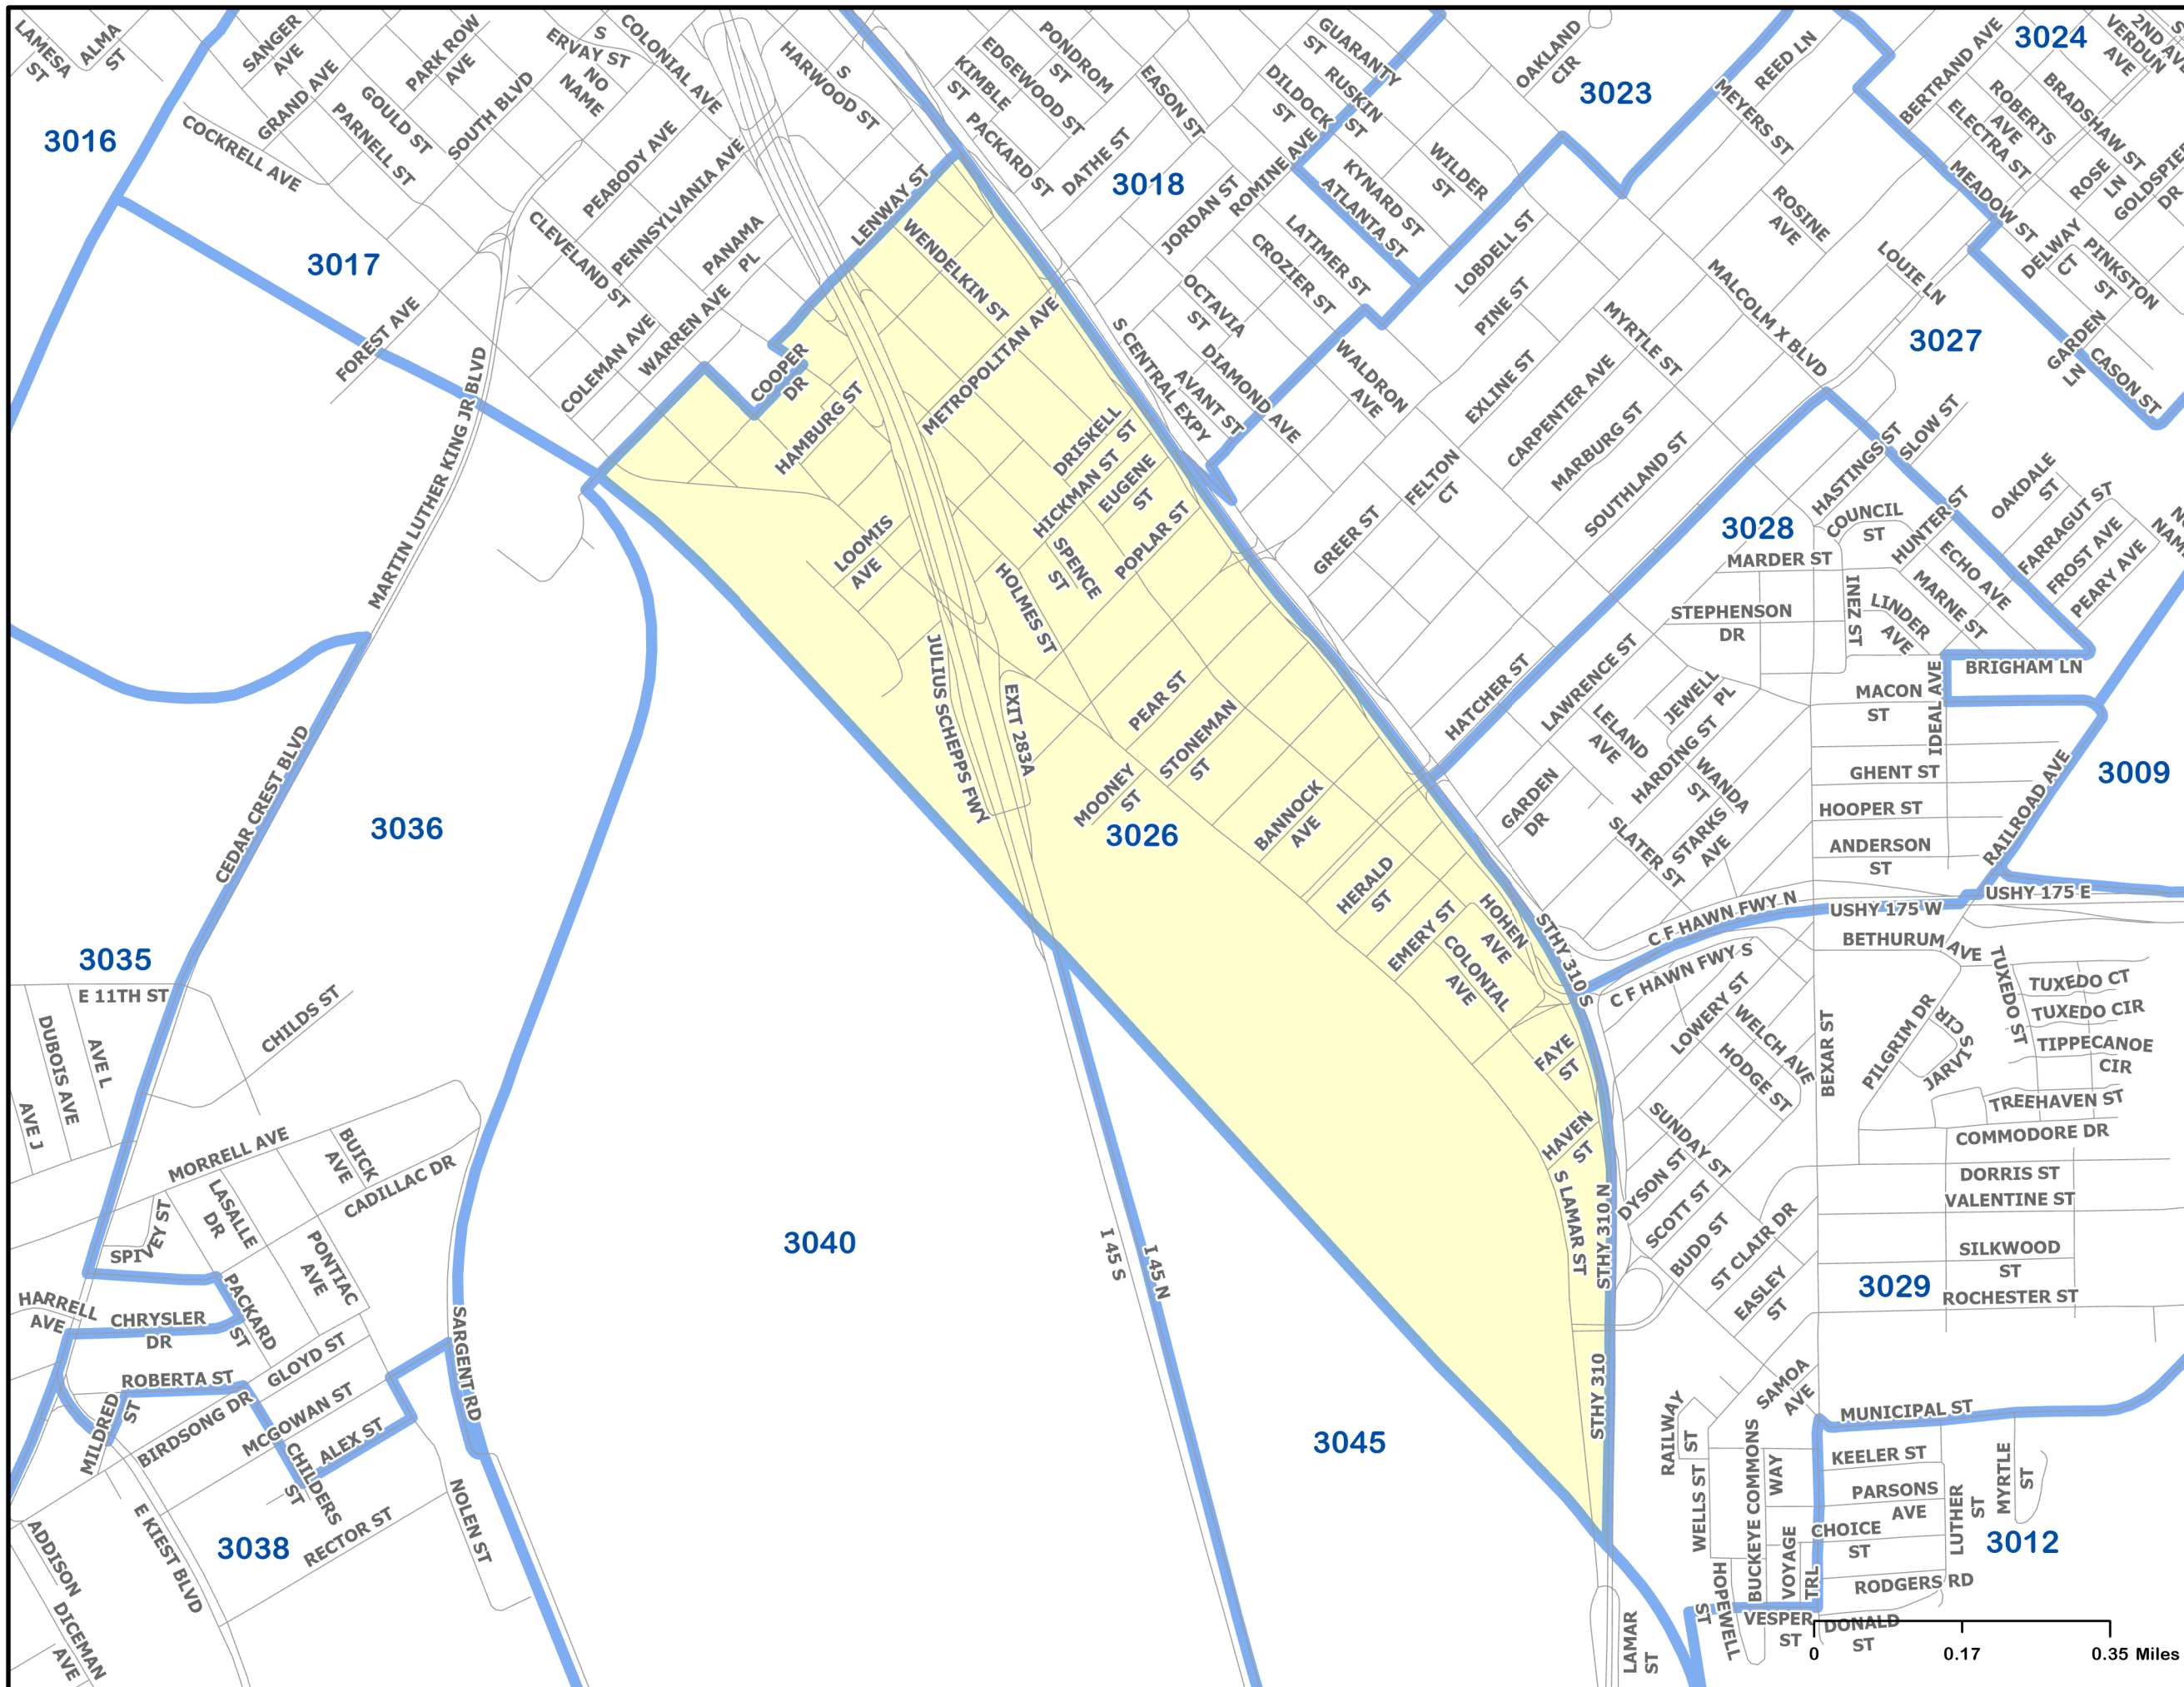 LAMESA
ST
ALMA
ST
SANGER
AVE
GRAND AVE
PARK ROW
AVE
GOULD ST
PARNELL ST
SOUTH BLVD
S
ERVAY ST
NO
NAME
COLONIAL AVE
S
HARWOOD ST
COCKRELL AVE
PEABODY AVE
PENNSYLVANIA AVE
CLEVELAND ST
PANAMA
PL
WARREN AVE
COLEMAN AVE
FOREST AVE
MARTIN LUTHER KING JR BLVD
3016
3017
LENWAY ST
COOPER
DR
WENDELKIN ST
METROPOLITAN AVE
HAMBURG ST
LOOMIS
AVE
DRISKELL
ST
HICKMAN ST
EUGENE
ST
SPENCE
ST
POPLAR ST
HOLMES ST
JULIUS SCHEPPS FWY
EXIT 283A
PEAR ST
STONEMAN
ST
MOONEY
ST
3026
BANNOCK
AVE
HERALD
ST
EMERY ST
HOHEN
AVE
COLONIAL
AVE
FAYE
ST
HAVEN
ST
S LAMAR ST
STHY 310 N
STHY 310 S
STHY 310
KIMBLE
ST
EDGEWOOD ST
PONDROM
ST
EASON ST
PACKARD ST
DATHE ST
3018
GUARANTY
ST
DILDOCK
ST
RUSKIN
ST
ROMINE AVE
JORDAN ST
KYNARD ST
ATLANTA ST
WILDER
ST
LATIMER ST
CROZIER ST
OCTAVIA
ST
S CENTRAL EXPY
DIAMOND AVE
AVANT ST
WALDRON
AVE
OAKLAND
CIR
3023
REED LN
MEYERS ST
3024
2ND AVE
VERDUN
AVE
BERTRAND AVE
BRADSHAW ST
ROBERTS
AVE
ELECTRA ST
ROSE
LN
GOLDSPIER
DR
MEADOW ST
DELWAY
CT
PINKSTON
ST
ROSINE
AVE
LOUIE LN
3027
GARDEN
LN
CASON ST
LOBDELL ST
PINE ST
MYRTLE ST
MALCOLM X BLVD
EXLINE ST
CARPENTER AVE
MARBURG ST
SOUTHLAND ST
FELTON
CT
GREER ST
HATCHER ST
3028
HASTINGS ST
SLOW ST
COUNCIL
ST
HUNTER ST
OAKDALE
ST
FARRAGUT ST
FROST AVE
PEARY AVE
ECHO AVE
MARNE ST
MARDER ST
STEPHENSON
DR
INEZ ST
LINDER
AVE
BRIGHAM LN
MACON
ST
IDEAL AVE
LAWRENCE ST
LELAND
AVE
JEWELL
PL
HARDING ST
WANDA
ST
STARKS
AVE
SLATER ST
GARDEN
DR
GHENT ST
HOOPER ST
ANDERSON
ST
RAILROAD AVE
3009
USHY 175 E
USHY 175 W
C F HAWN FWY N
C F HAWN FWY S
BETHURUM AVE
TUXEDO ST
TUXEDO CT
TUXEDO CIR
TIPPECANOE
CIR
TREEHAVEN ST
COMMODORE DR
DORRIS ST
VALENTINE ST
SILKWOOD
ST
ROCHESTER ST
3029
PILGRIM DR
JARVIS
CIR
BEXAR ST
LOWERY ST
WELCH AVE
HODGE ST
SUNDAY ST
DYSON ST
SCOTT ST
BUDD ST
ST CLAIR DR
EASLEY
ST
SAMOA
AVE
MUNICIPAL ST
RAILWAY
ST
WELLS ST
BUCKEYE COMMONS
WAY
VOYAGE
TRL
KEELER ST
PARSONS
AVE
CHOICE
ST
LUTHER
ST
MYRTLE
ST
3012
RODGERS RD
DONALD
ST
VESPER
ST
HOPEWELL
ST
LAMAR
ST
3036
CEDAR CREST BLVD
3035
E 11TH ST
DUBOIS AVE
AVE L
AVE J
CHILDS ST
MORRELL AVE
BUICK
AVE
CADILLAC DR
LASALLE
DR
SPIVEY ST
PONTIAC
AVE
HARRELL
AVE
PACKARD
ST
CHRYSLER
DR
GLOYD ST
ROBERTA ST
MILDRED
ST
BIRDSONG DR
MCGOWAN ST
ALEX ST
CHILDERS
ST
SARGENT RD
NOLEN ST
RECTOR ST
E KIEST BLVD
3038
ADDISON
DICEMAN
AVE
3040
I 45 S
I 45 N
3045
0
0.17
0.35 Miles